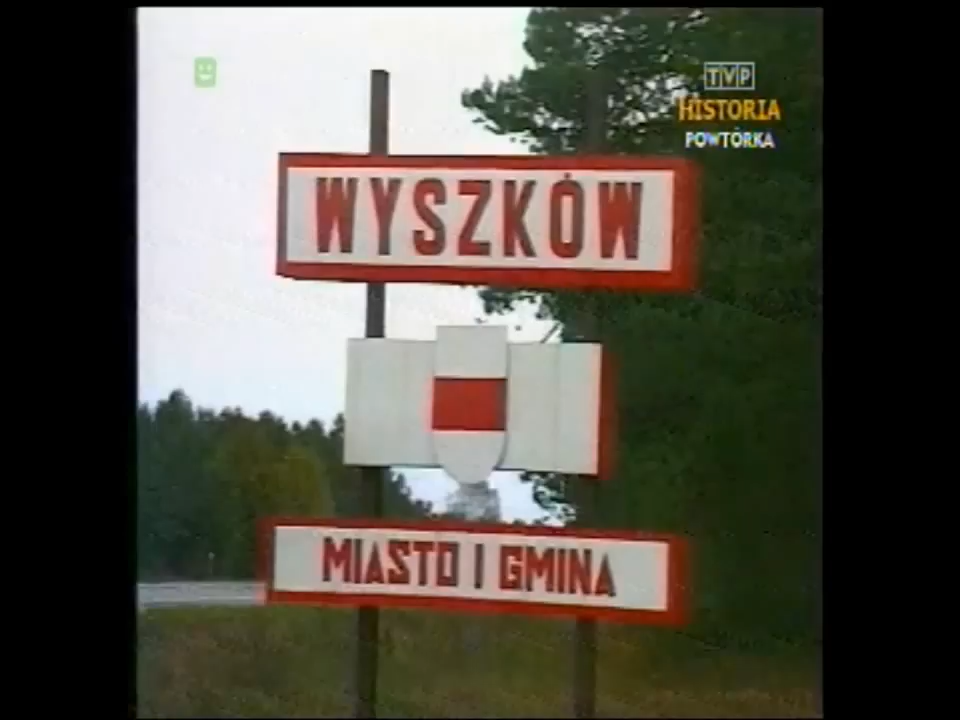 TVP
HISTORIA
POWTÓRKA
WYSZKÓW
MIASTO I GMINA